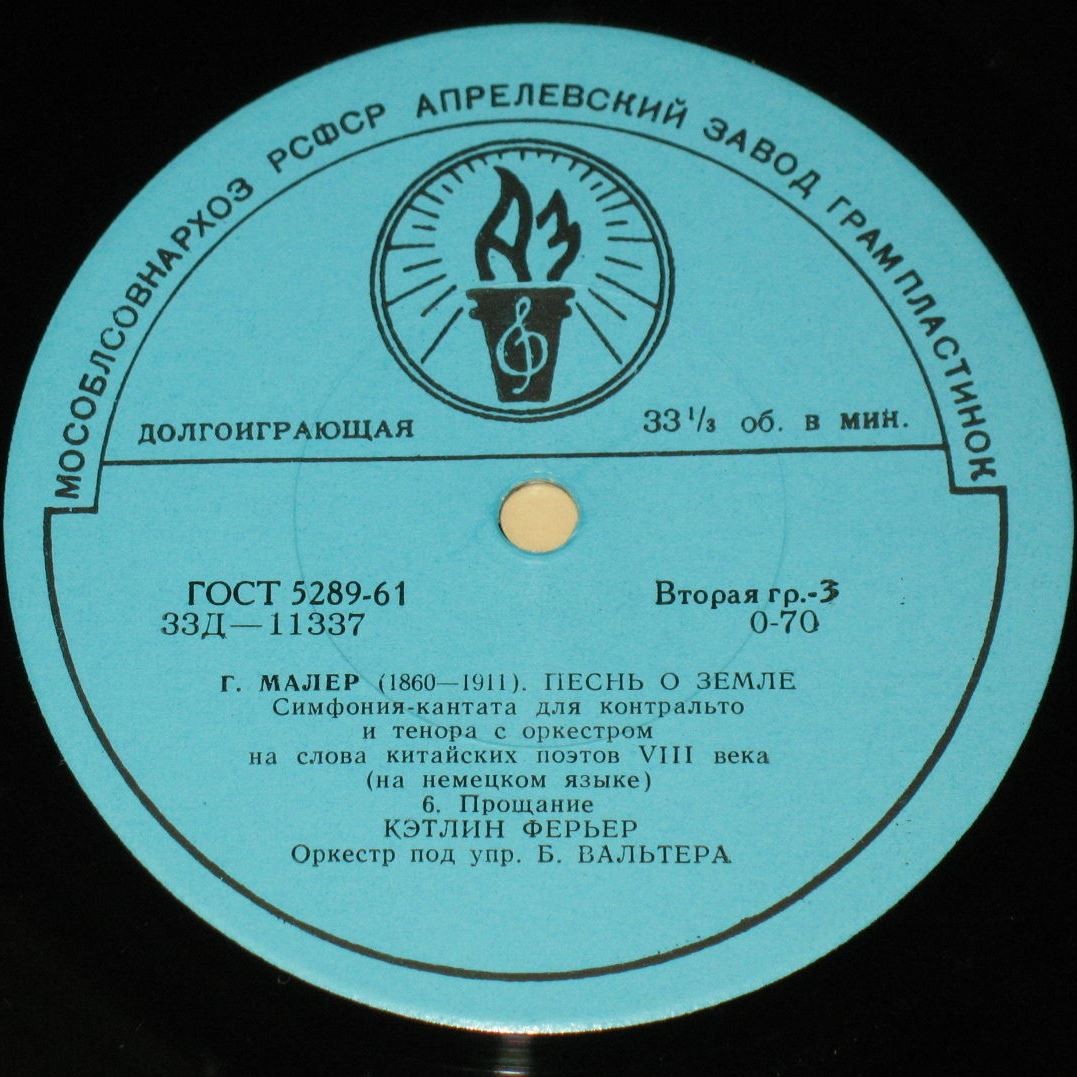 МОСОБЛСОВНАРХОЗ РСФСР АПРЕЛЕВСКИЙ ЗАВОД ГРАМПЛАСТИНОК
АЗ
ДОЛГОИГРАЮЩАЯ 33 1/3 об. в мин.
ГОСТ 5289-61 Вторая гр.-3
33Д—11337 0-70
Г. МАЛЕР (1860—1911). ПЕСНЬ О ЗЕМЛЕ
Симфония-кантата для контральто
и тенора с оркестром
на слова китайских поэтов VIII века
(на немецком языке)
6. Прощание
КЭТЛИН ФЕРЬЕР
Оркестр под упр. Б. ВАЛЬТЕРА